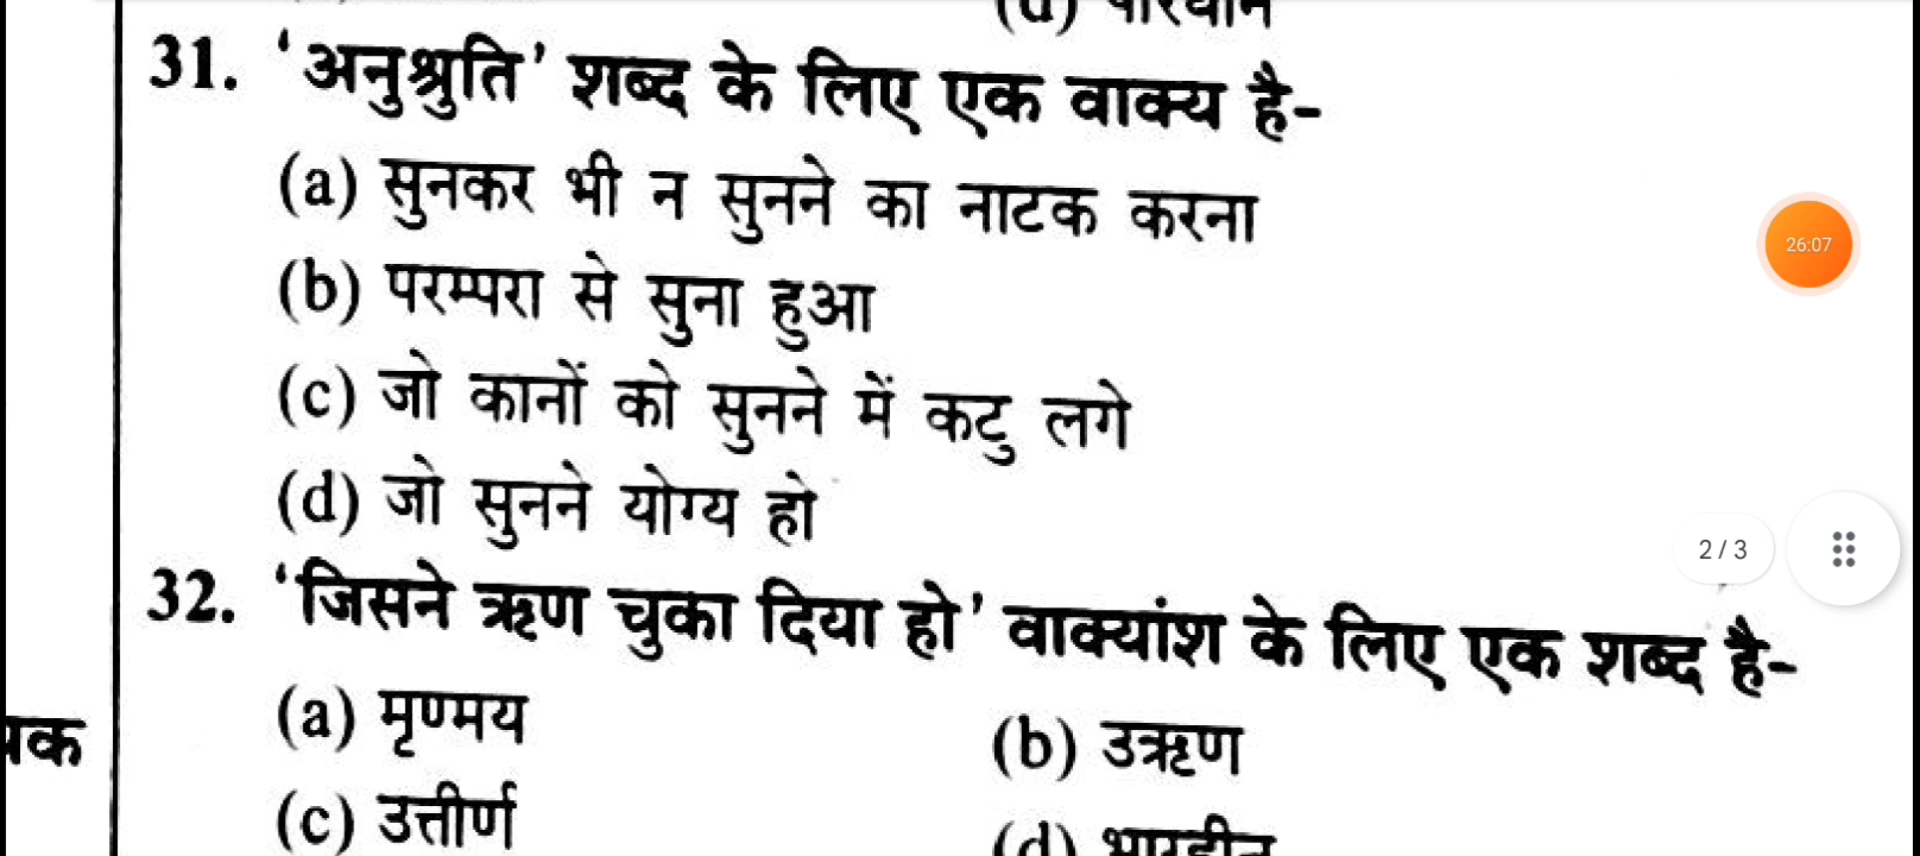 31. 'अनुश्रुति' शब्द के लिए एक वाक्य है-
(a) सुनकर भी न सुनने का नाटक करना
26:07
(b) परम्परा से सुना हुआ
(c) जो कानों को सुनने में कटु लगे
(d) जो सुनने योग्य हो
2 / 3
32. 'जिसने ऋण चुका दिया हो' वाक्यांश के लिए एक शब्द है-
(a) मृण्मय
(b) उऋण
(c) उत्तीर्ण
(d)